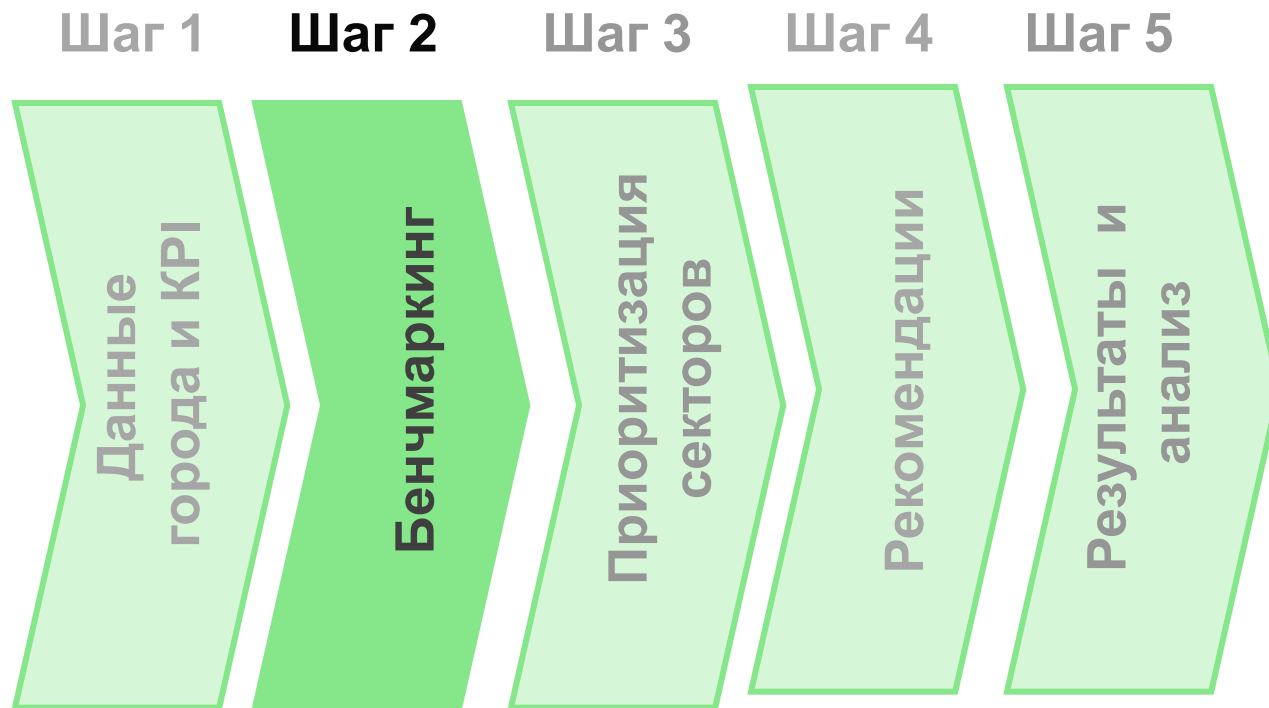 Шаг 1
Шаг 2
Шаг 3
Шаг 4
Шаг 5
Данные
города и KPI
Бенчмаркинг
Приоритизация
секторов
Рекомендации
Результаты и
анализ